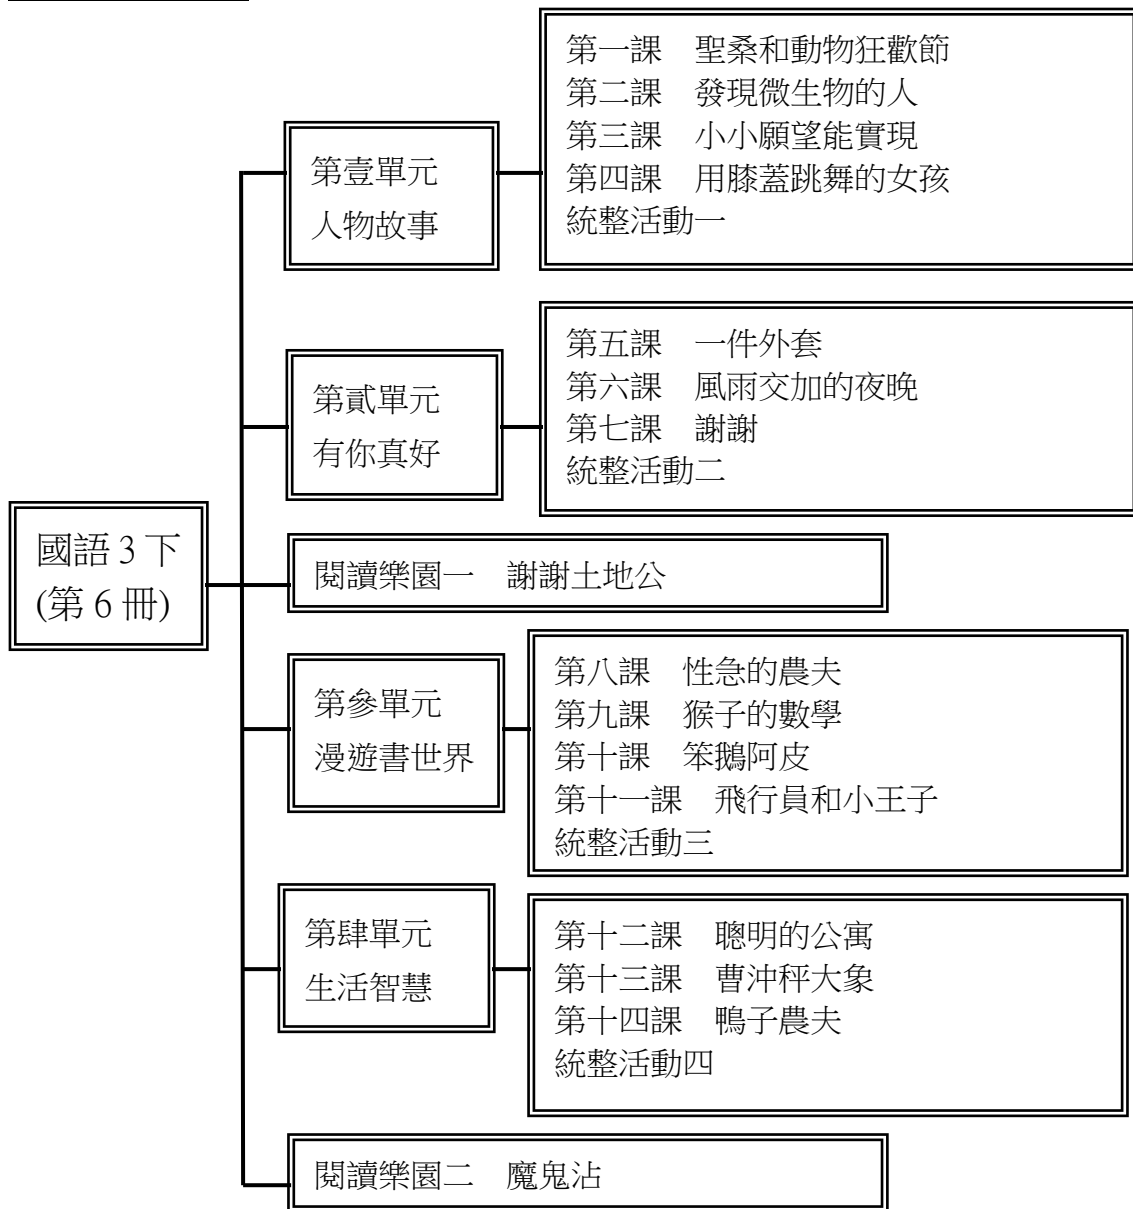 國語 3 下
(第 6 冊)
第壹單元
人物故事
第一課　聖桑和動物狂歡節
第二課　發現微生物的人
第三課　小小願望能實現
第四課　用膝蓋跳舞的女孩
統整活動一
第貳單元
有你真好
第五課　一件外套
第六課　風雨交加的夜晚
第七課　謝謝
統整活動二
閱讀樂園一　謝謝土地公
第參單元
漫遊書世界
第八課　性急的農夫
第九課　猴子的數學
第十課　笨鵝阿皮
第十一課　飛行員和小王子
統整活動三
第肆單元
生活智慧
第十二課　聰明的公寓
第十三課　曹沖秤大象
第十四課　鴨子農夫
統整活動四
閱讀樂園二　魔鬼沾